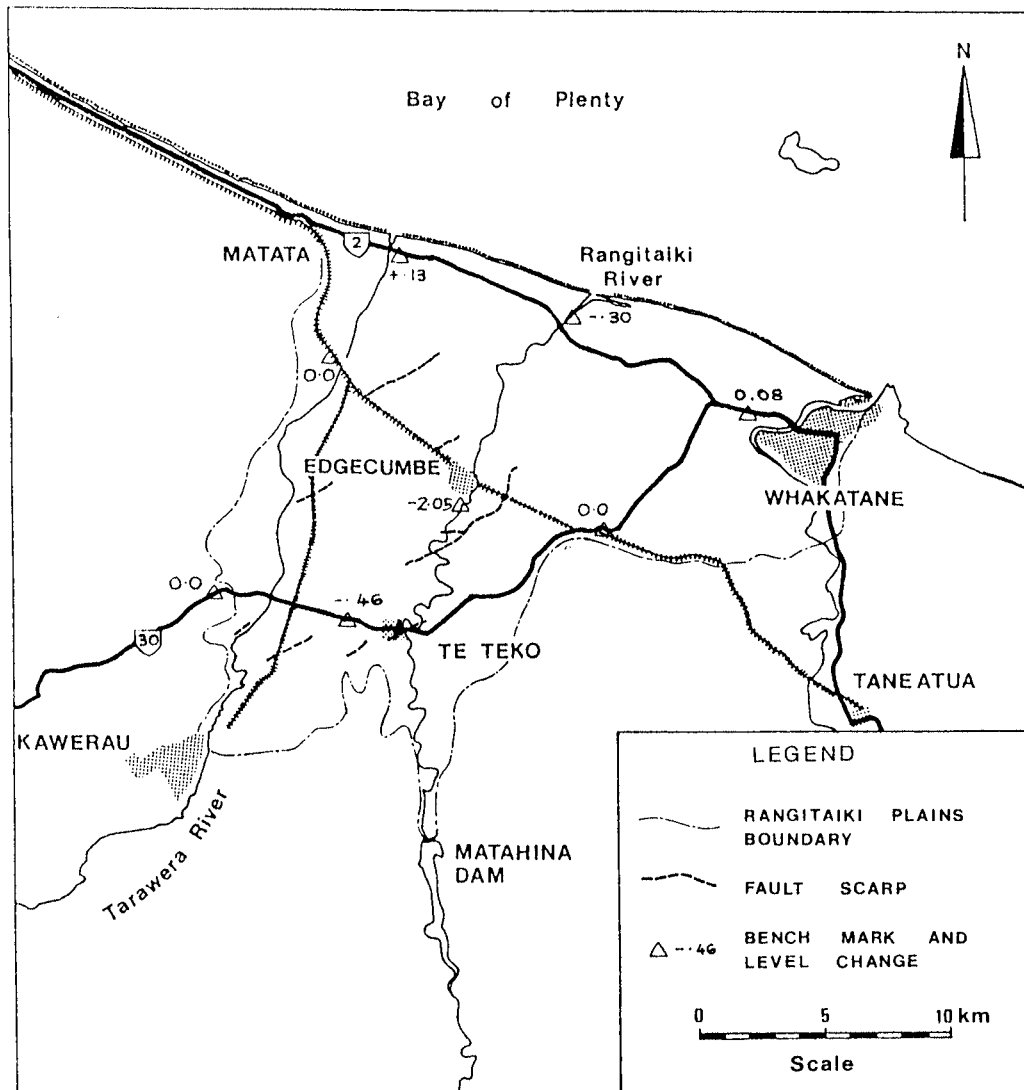 N
Bay of Plenty
MATATA
2
+·13
Rangitaiki
River
-·30
0·0
0.08
EDGECUMBE
-2·05
0·0
WHAKATANE
0·0
-·46
30
TE TEKO
TANEATUA
KAWERAU
Tarawera River
MATAHINA
DAM
LEGEND
RANGITAIKI PLAINS
BOUNDARY
FAULT SCARP
-·46
BENCH MARK AND
LEVEL CHANGE
0 5 10 km
Scale